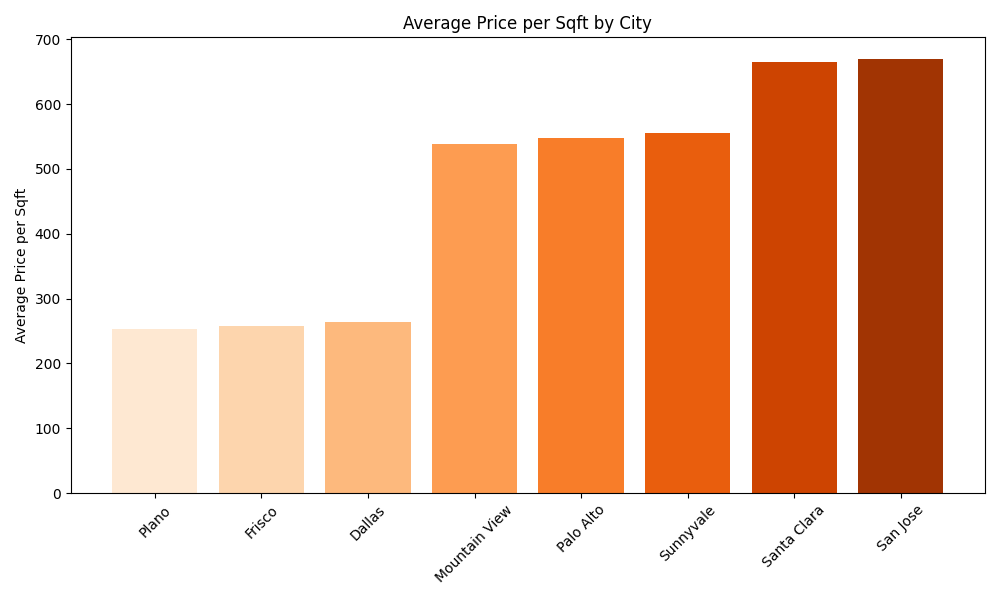 Average Price per Sqft by City
Average Price per Sqft
700
600
500
400
300
200
100
0
Plano
Frisco
Dallas
Mountain View
Palo Alto
Sunnyvale
Santa Clara
San Jose